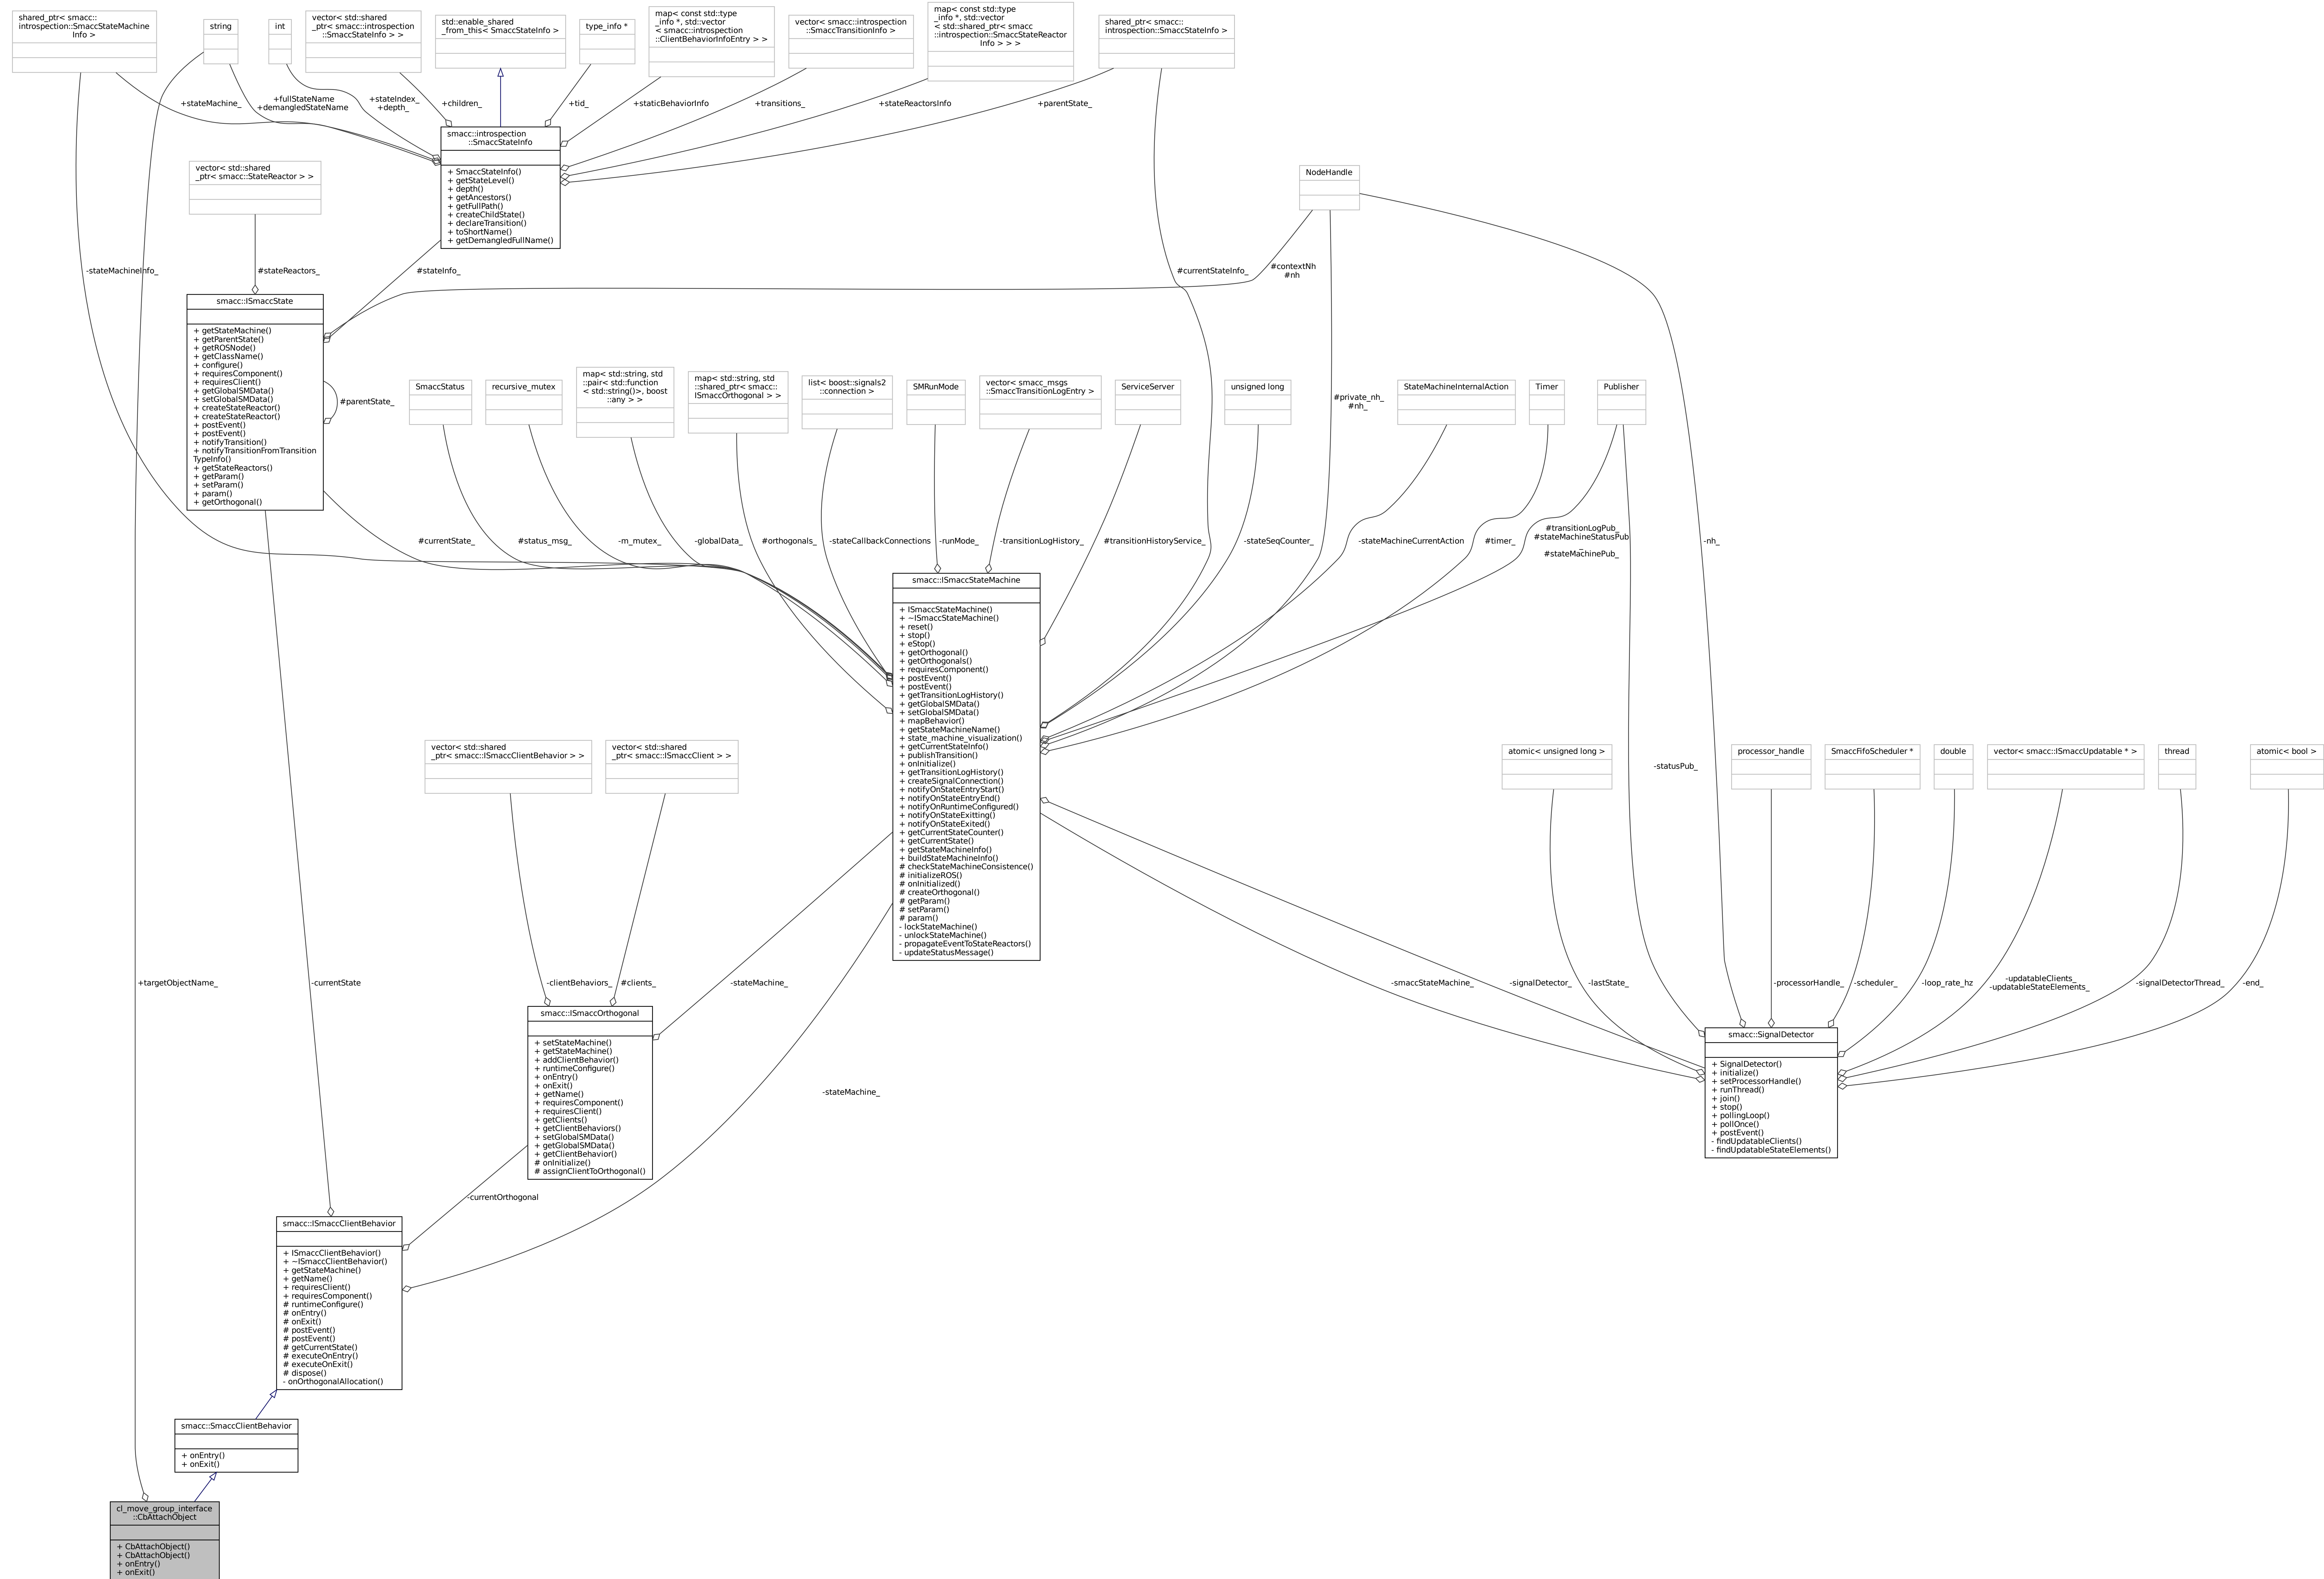 shared_ptr< smacc::
introspection::SmaccStateMachine
Info >
string
int
vector< std::shared
_ptr< smacc::introspection
::SmaccStateInfo > >
std::enable_shared
_from_this< SmaccStateInfo >
type_info *
map< const std::type
_info *, std::vector
< smacc::introspection
::ClientBehaviorInfoEntry > >
vector< smacc::introspection
::SmaccTransitionInfo >
map< const std::type
_info *, std::vector
< std::shared_ptr< smacc
::introspection::SmaccStateReactor
Info > > >
shared_ptr< smacc::
introspection::SmaccStateInfo >
+stateMachine_
+fullStateName
+demangledStateName
+stateIndex_
+depth_
+children_
+tid_
+staticBehaviorInfo
+transitions_
+stateReactorsInfo
+parentState_
smacc::introspection
::SmaccStateInfo
+ SmaccStateInfo()
+ getStateLevel()
+ depth()
+ getAncestors()
+ getFullPath()
+ createChildState()
+ declareTransition()
+ toShortName()
+ getDemangledFullName()
vector< std::shared
_ptr< smacc::StateReactor > >
NodeHandle
-stateMachineInfo_
#stateReactors_
#stateInfo_
#currentStateInfo_
#contextNh
#nh
smacc::ISmaccState
+ getStateMachine()
+ getParentState()
+ getROSNode()
+ getClassName()
+ configure()
+ requiresComponent()
+ requiresClient()
+ getGlobalSMData()
+ setGlobalSMData()
+ createStateReactor()
+ createStateReactor()
+ postEvent()
+ postEvent()
+ notifyTransition()
+ notifyTransitionFromTransition
TypeInfo()
+ getStateReactors()
+ getParam()
+ setParam()
+ param()
+ getOrthogonal()
#parentState_
SmaccStatus
recursive_mutex
map< std::string, std
::pair< std::function
< std::string()>, boost
::any > >
map< std::string, std
::shared_ptr< smacc::
ISmaccOrthogonal > >
list< boost::signals2
::connection >
SMRunMode
vector< smacc_msgs
::SmaccTransitionLogEntry >
ServiceServer
unsigned long
#private_nh_
#nh_
StateMachineInternalAction
Timer
Publisher
#currentState_
#status_msg_
-m_mutex_
-globalData_
#orthogonals_
-stateCallbackConnections
-runMode_
-transitionLogHistory_
#transitionHistoryService_
-stateSeqCounter_
-stateMachineCurrentAction
#timer_
#transitionLogPub_
#stateMachineStatusPub
_
#stateMachinePub_
-nh_
smacc::ISmaccStateMachine
+ ISmaccStateMachine()
+ ~ISmaccStateMachine()
+ reset()
+ stop()
+ eStop()
+ getOrthogonal()
+ getOrthogonals()
+ requiresComponent()
+ postEvent()
+ postEvent()
+ getTransitionLogHistory()
+ getGlobalSMData()
+ setGlobalSMData()
+ mapBehavior()
+ getStateMachineName()
+ state_machine_visualization()
+ getCurrentStateInfo()
+ publishTransition()
+ onInitialize()
+ getTransitionLogHistory()
+ createSignalConnection()
+ notifyOnStateEntryStart()
+ notifyOnStateEntryEnd()
+ notifyOnRuntimeConfigured()
+ notifyOnStateExitting()
+ notifyOnStateExited()
+ getCurrentStateCounter()
+ getCurrentState()
+ getStateMachineInfo()
+ buildStateMachineInfo()
# checkStateMachineConsistence()
# initializeROS()
# onInitialized()
# createOrthogonal()
# getParam()
# setParam()
# param()
- lockStateMachine()
- unlockStateMachine()
- propagateEventToStateReactors()
- updateStatusMessage()
vector< std::shared
_ptr< smacc::ISmaccClientBehavior > >
vector< std::shared
_ptr< smacc::ISmaccClient > >
atomic< unsigned long >
-statusPub_
processor_handle
SmaccFifoScheduler *
double
vector< smacc::ISmaccUpdatable * >
thread
atomic< bool >
+targetObjectName_
-currentState
-clientBehaviors_
#clients_
-stateMachine_
-smaccStateMachine_
-signalDetector_
-lastState_
-processorHandle_
-scheduler_
-loop_rate_hz
-updatableClients_
-updatableStateElements_
-signalDetectorThread_
-end_
smacc::ISmaccOrthogonal
+ setStateMachine()
+ getStateMachine()
+ addClientBehavior()
+ runtimeConfigure()
+ onEntry()
+ onExit()
+ getName()
+ requiresComponent()
+ requiresClient()
+ getClients()
+ getClientBehaviors()
+ setGlobalSMData()
+ getGlobalSMData()
+ getClientBehavior()
# onInitialize()
# assignClientToOrthogonal()
-stateMachine_
smacc::SignalDetector
+ SignalDetector()
+ initialize()
+ setProcessorHandle()
+ runThread()
+ join()
+ stop()
+ pollingLoop()
+ pollOnce()
+ postEvent()
- findUpdatableClients()
- findUpdatableStateElements()
-currentOrthogonal
smacc::ISmaccClientBehavior
+ ISmaccClientBehavior()
+ ~ISmaccClientBehavior()
+ getStateMachine()
+ getName()
+ requiresClient()
+ requiresComponent()
# runtimeConfigure()
# onEntry()
# onExit()
# postEvent()
# postEvent()
# getCurrentState()
# executeOnEntry()
# executeOnExit()
# dispose()
- onOrthogonalAllocation()
smacc::SmaccClientBehavior
+ onEntry()
+ onExit()
cl_move_group_interface
::CbAttachObject
+ CbAttachObject()
+ CbAttachObject()
+ onEntry()
+ onExit()